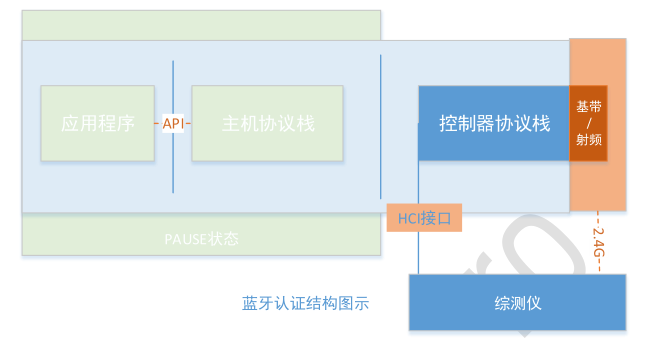 应用程序
API
主机协议栈
控制器协议栈
基带
/
射频
HCI接口
PAUSE状态
2.4G
蓝牙认证结构图示
综测仪